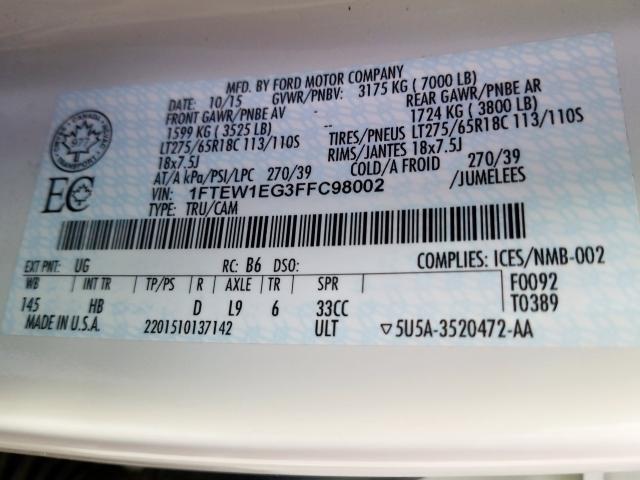 MFD. BY FORD MOTOR COMPANY
DATE: 10/15 GVWR/PNBV: 3175 KG ( 7000 LB)
FRONT GAWR/PNBE AV REAR GAWR/PNBE AR
1599 KG ( 3525 LB) -- 1724 KG ( 3800 LB)
LT275/65R18C 113/110S TIRES/PNEUS LT275/65R18C 113/110S
18x7.5J RIMS/JANTES 18x7.5J
AT/A kPa/PSI/LPC 270/39 COLD/A FROID 270/39
VIN: 1FTEW1EG3FFC98002 /JUMELEES
TYPE: TRU/CAM
CANADA
TRANSPORT
EC
EXT PNT: UG RC: B6 DSO: COMPLIES: ICES/NMB-002
WB INT TR TP/PS R AXLE TR SPR F0092
145 HB D L9 6 33CC T0389
MADE IN U.S.A. 2201510137142 ULT ▽5U5A-3520472-AA